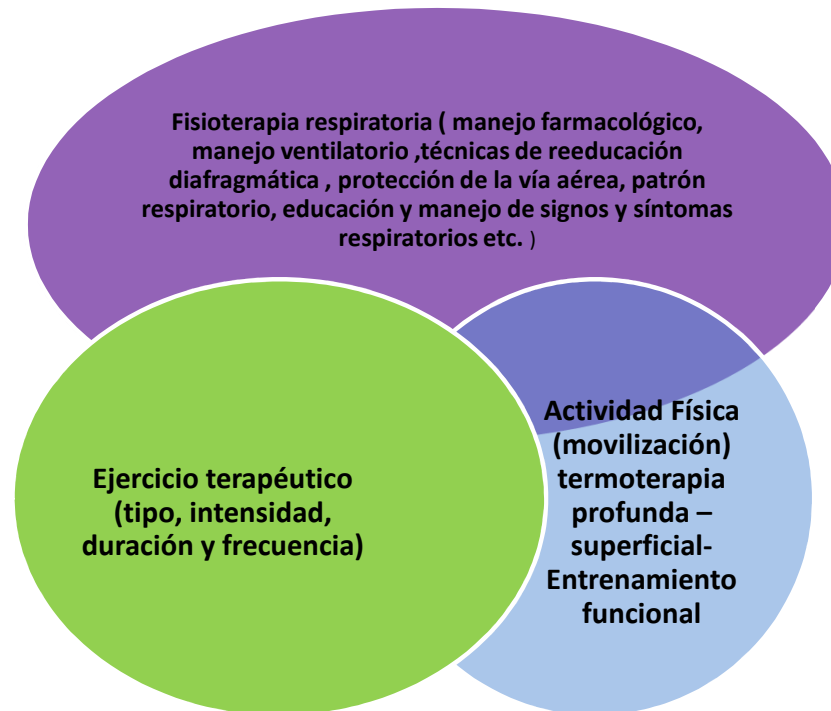 Fisioterapia respiratoria ( manejo farmacológico,
manejo ventilatorio ,técnicas de reeducación
diafragmática , protección de la vía aérea, patrón
respiratorio, educación y manejo de signos y síntomas
respiratorios etc. )
Ejercicio terapéutico
(tipo, intensidad,
duración y frecuencia)
Actividad Física
(movilización)
termoterapia
profunda –
superficial-
Entrenamiento
funcional